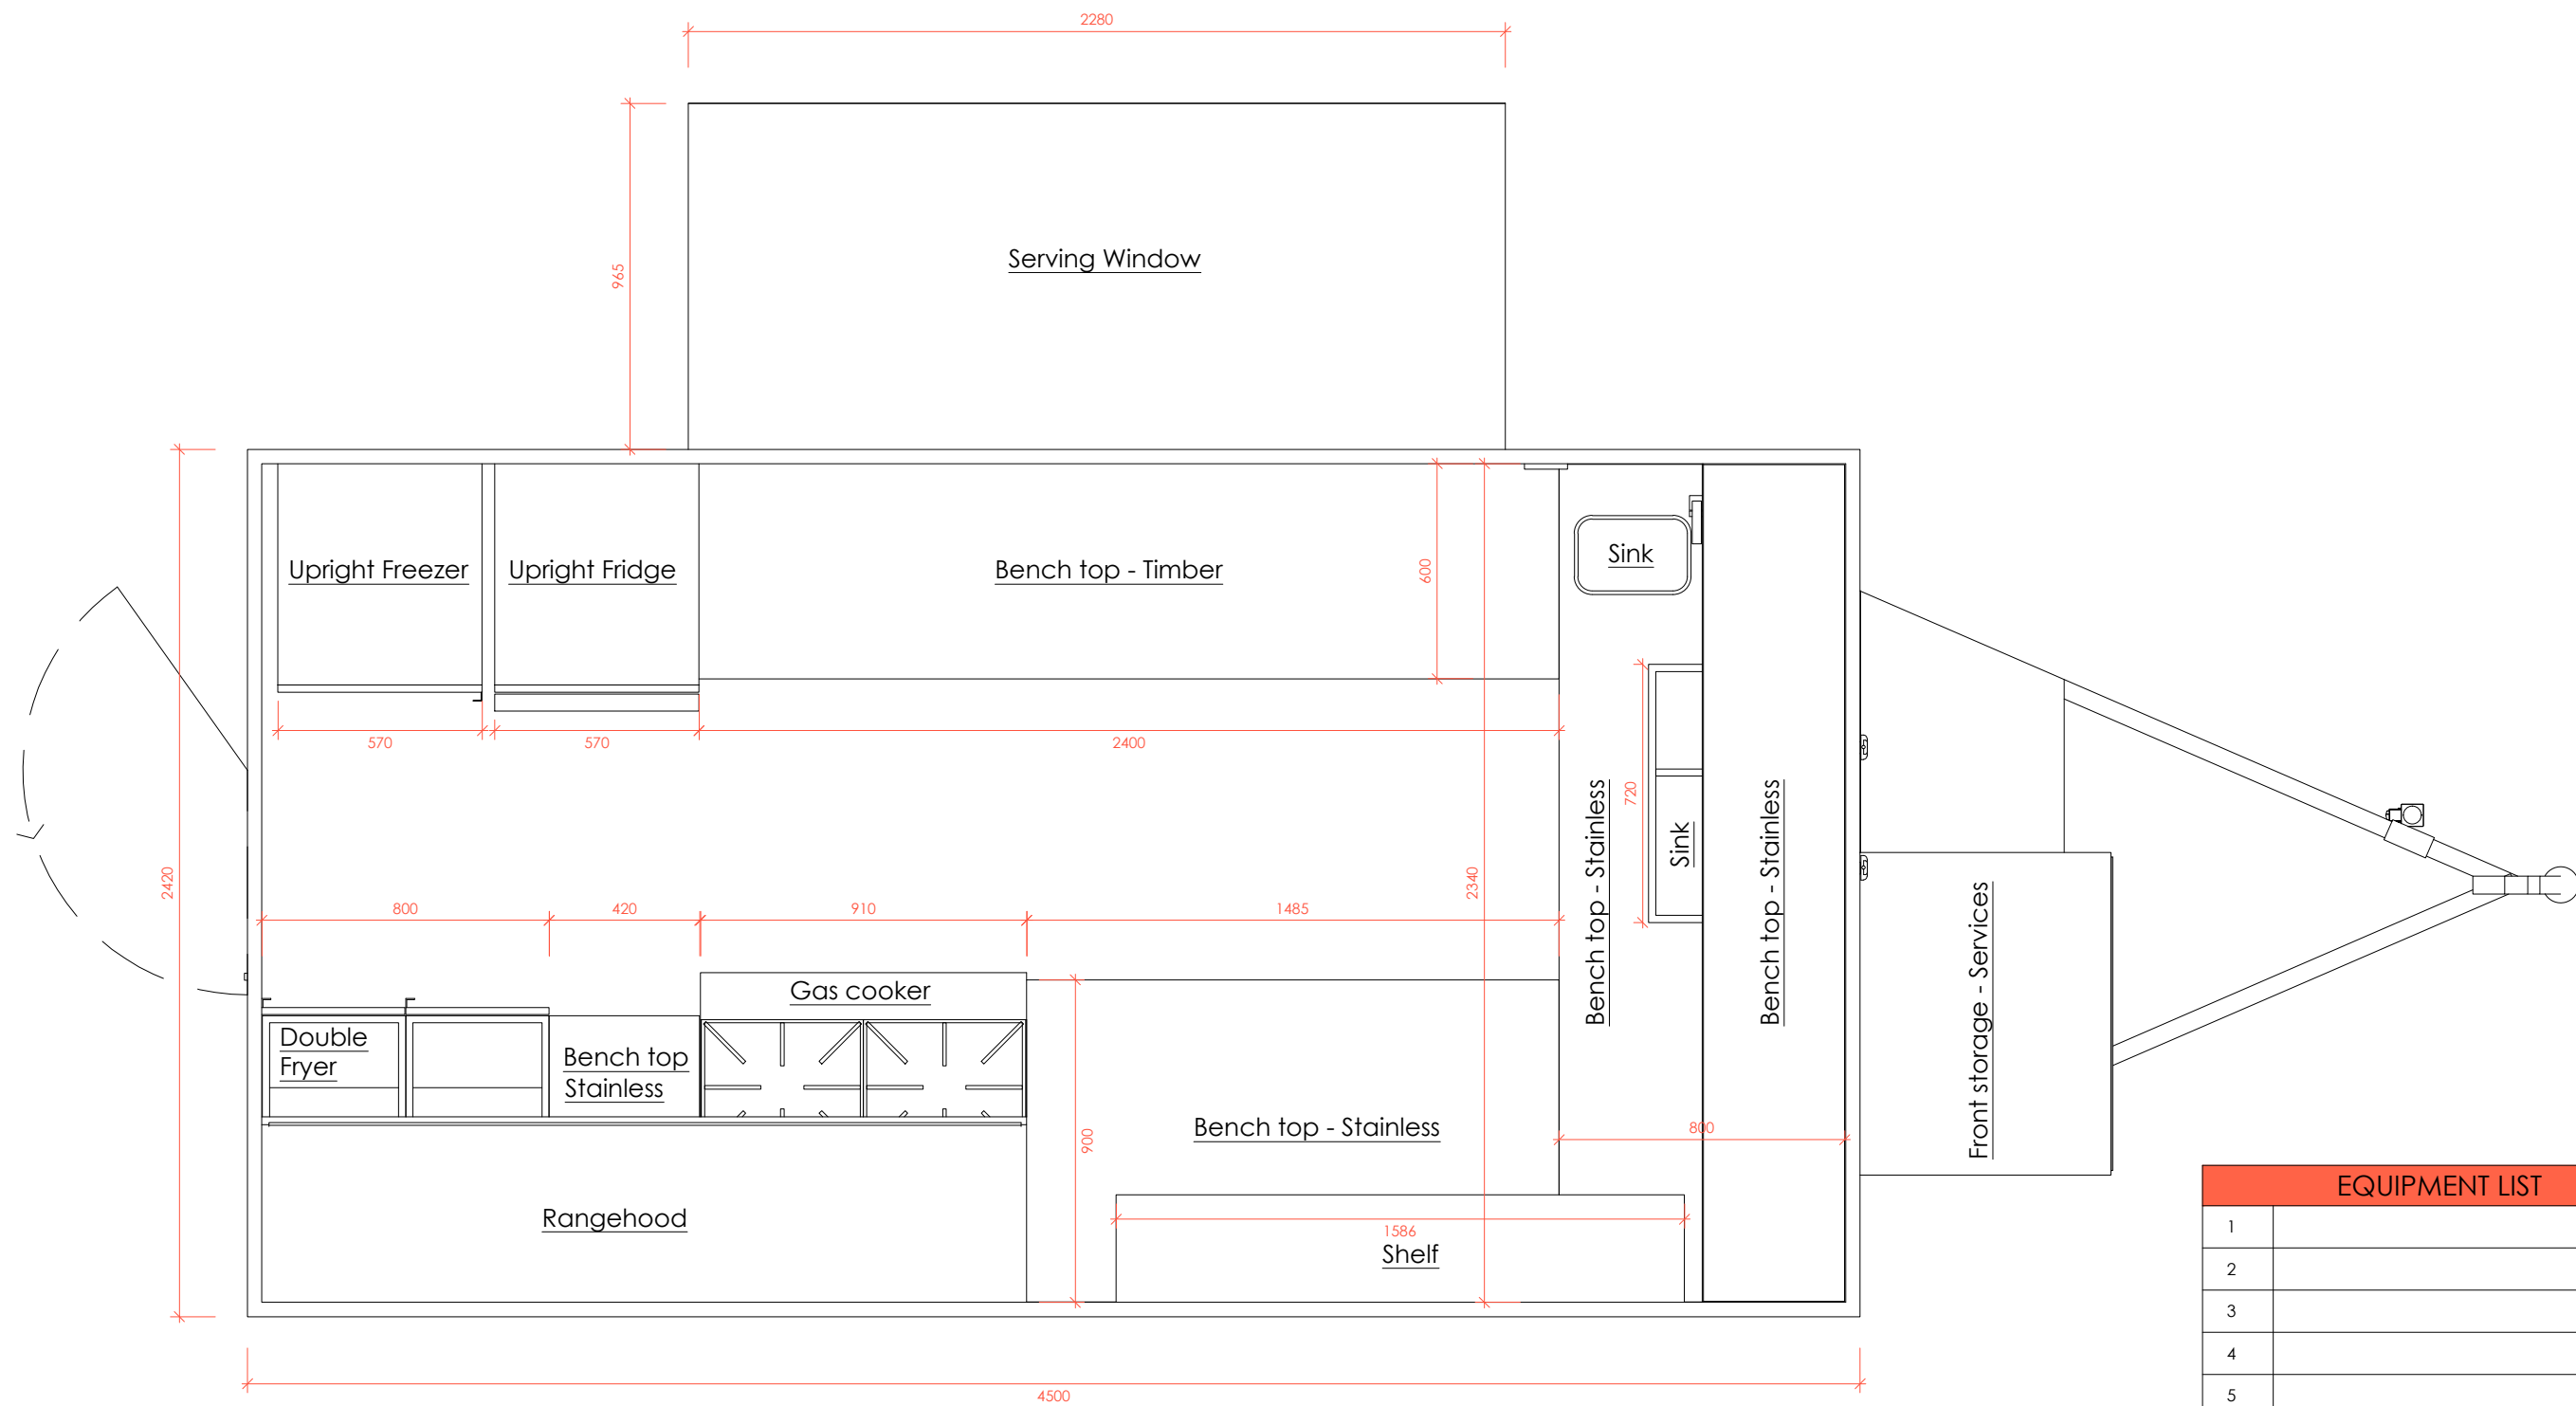 2280
965
Serving Window
Upright Freezer
Upright Fridge
Bench top - Timber
600
Sink
570
570
2400
720
Sink
Bench top - Stainless
Bench top - Stainless
2420
2340
800
420
910
1485
Front storage - Services
Gas cooker
Double
Fryer
Bench top
Stainless
900
Bench top - Stainless
800
Rangehood
1586
Shelf
4500
EQUIPMENT LIST
1
2
3
4
5